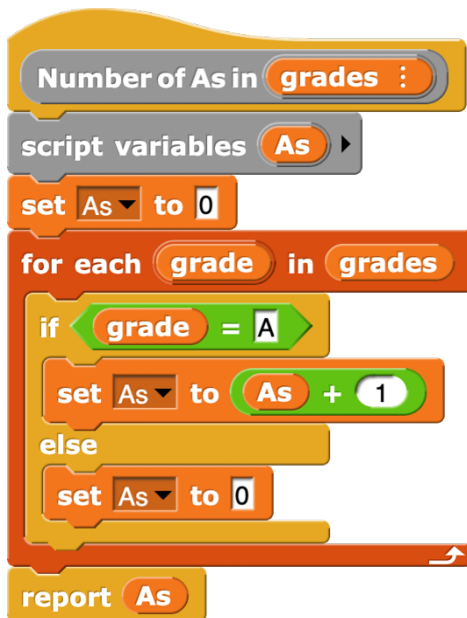 Number of As in grades ⋮
script variables As
set As to 0
for each grade in grades
if grade = A
set As to As + 1
else
set As to 0
report As